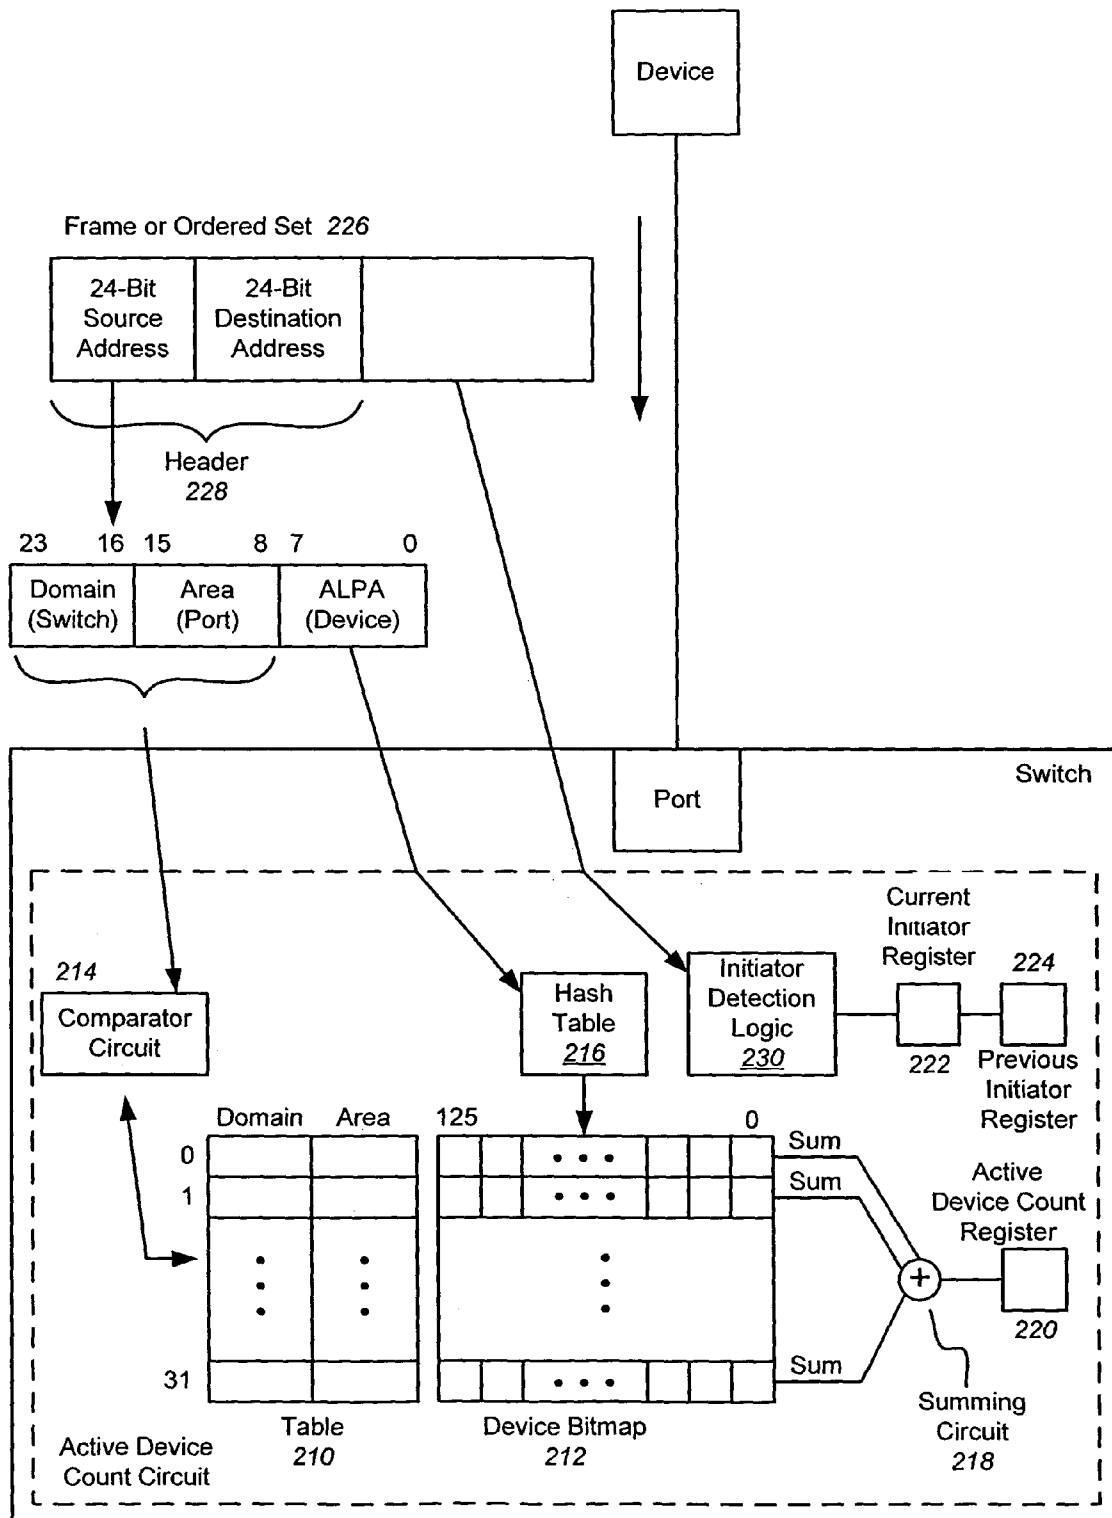 Device
Frame or Ordered Set 226
24-Bit
Source
Address
24-Bit
Destination
Address
Header
228
23 16 15 8 7 0
Domain
(Switch)
Area
(Port)
ALPA
(Device)
Switch
Port
Current
Initiator
Register
214
Comparator
Circuit
Hash
Table
216
Initiator
Detection
Logic
230
224
222
Previous
Initiator
Register
Domain Area
125 0
0
1
31
Sum
Sum
Sum
Active
Device Count
Register
+
220
Table
210
Device Bitmap
212
Summing
Circuit
218
Active Device
Count Circuit